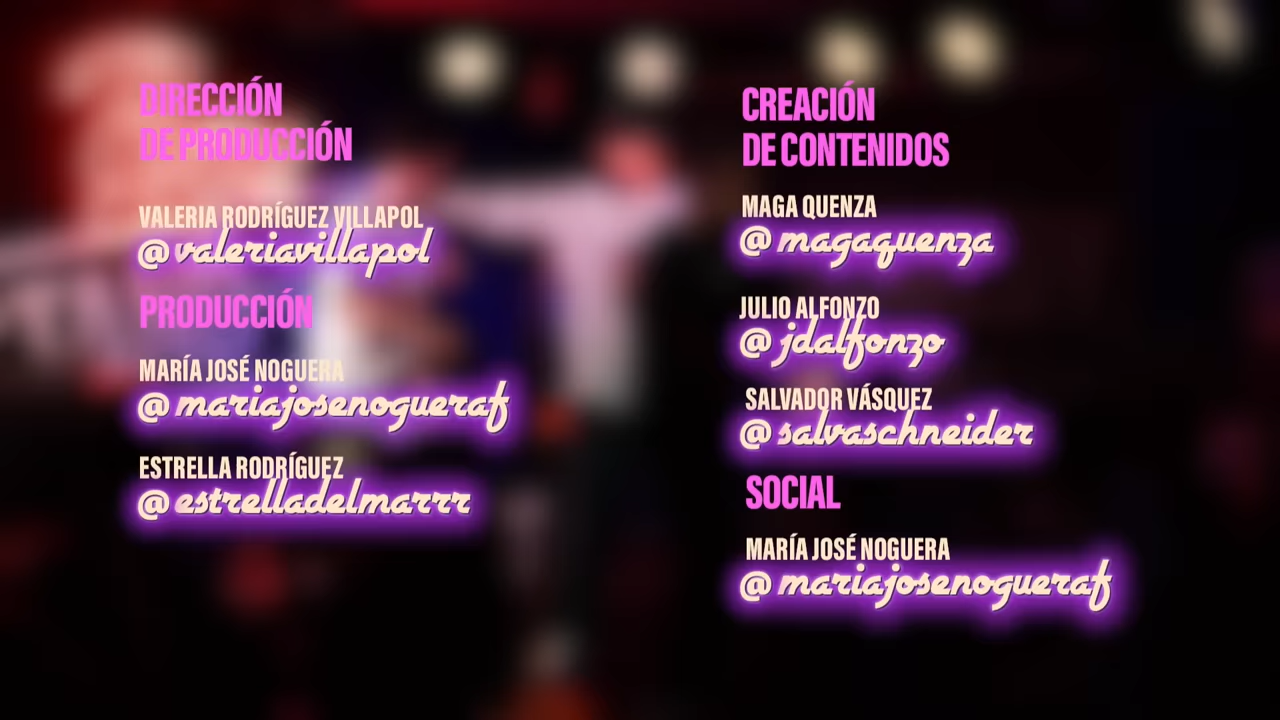 DIRECCIÓN
DE PRODUCCIÓN
VALERIA RODRÍGUEZ VILLAPOL
@valeriavillapol
PRODUCCIÓN
MARÍA JOSÉ NOGUERA
@mariajosenogueraf
ESTRELLA RODRÍGUEZ
@estrelladelmarrr
CREACIÓN
DE CONTENIDOS
MAGA QUENZA
@magaquenza
JULIO ALFONZO
@jdalfonzo
SALVADOR VÁSQUEZ
@salvaschneider
SOCIAL
MARÍA JOSÉ NOGUERA
@mariajosenogueraf